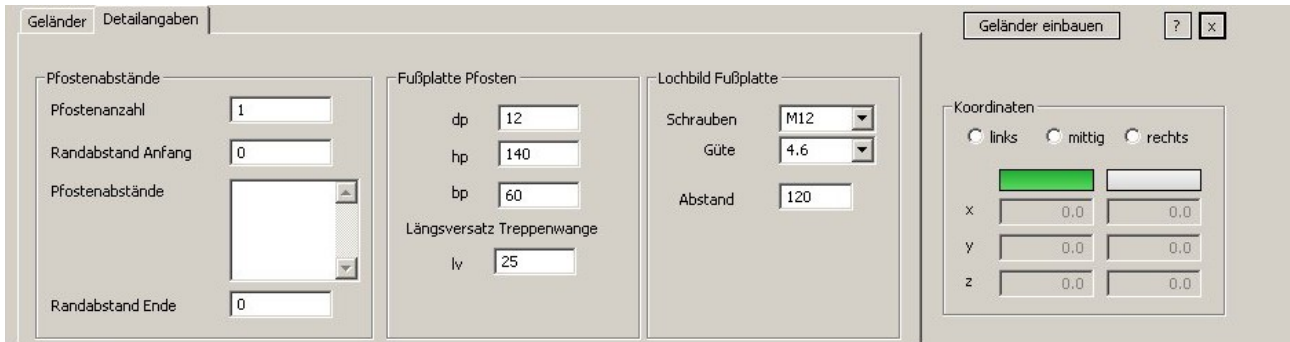 Geländer Detailangaben
Geländer einbauen ? x
Pfostenabstände
Pfostenanzahl 1
Randabstand Anfang 0
Pfostenabstände
Randabstand Ende 0
Fußplatte Pfosten
dp 12
hp 140
bp 60
Längsversatz Treppenwange
lv 25
Lochbild Fußplatte
Schrauben M12
Güte 4.6
Abstand 120
Koordinaten
links mittig rechts
x 0.0 0.0
y 0.0 0.0
z 0.0 0.0